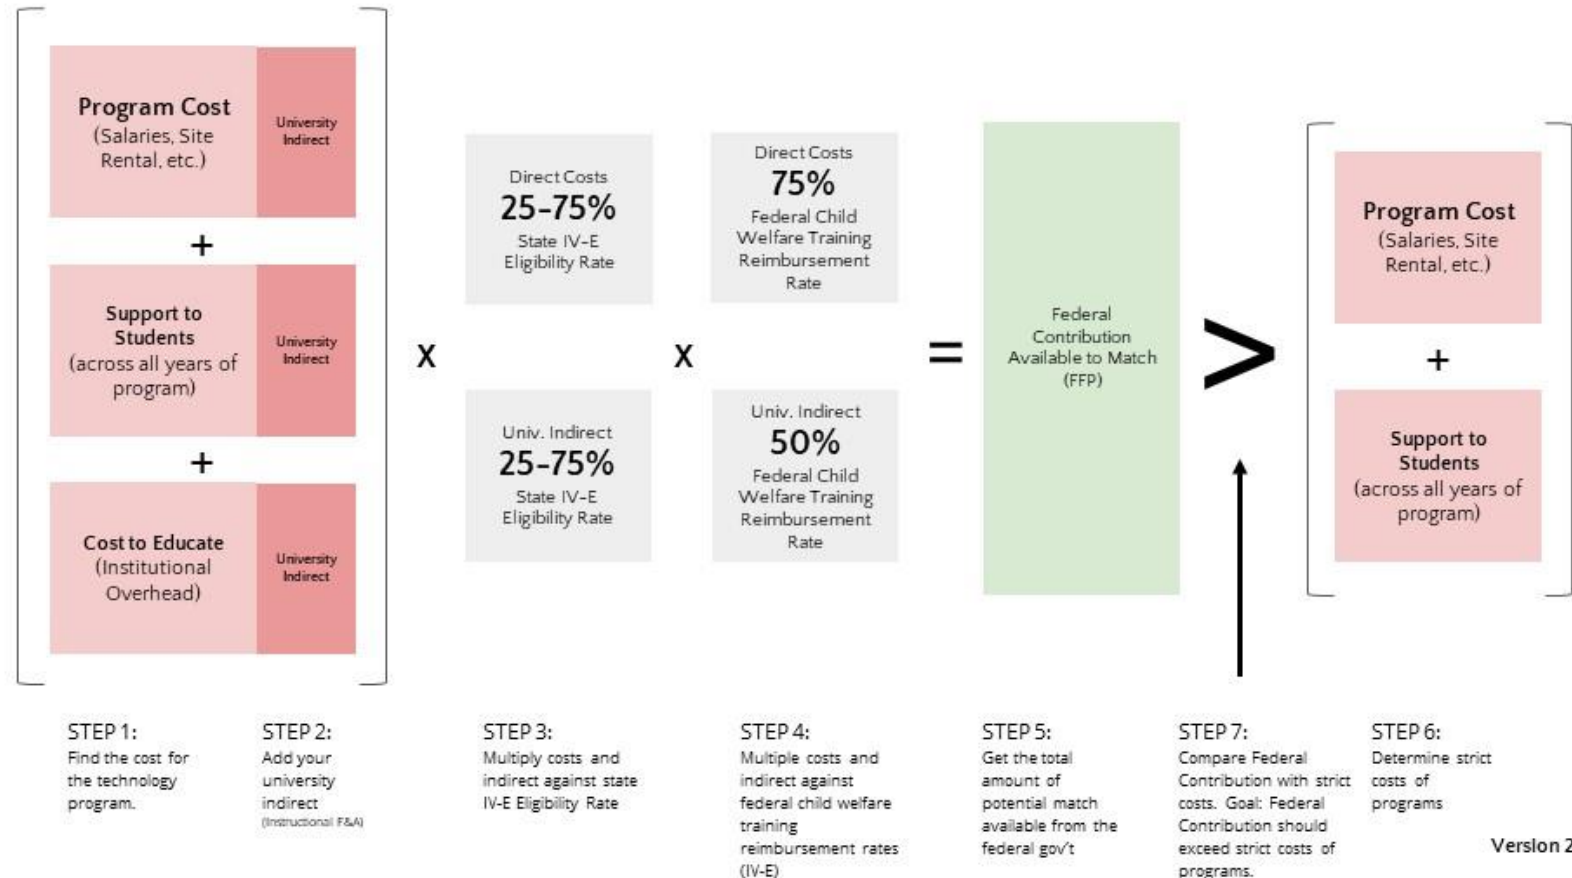 Program Cost
(Salaries, Site
Rental, etc.)
University
Indirect
+
Support to
Students
(across all years of
program)
University
Indirect
+
Cost to Educate
(Institutional
Overhead)
University
Indirect
x
Direct Costs
25-75%
State IV-E
Eligibility Rate
Univ. Indirect
25-75%
State IV-E
Eligibility Rate
x
Direct Costs
75%
Federal Child
Welfare Training
Reimbursement
Rate
Univ. Indirect
50%
Federal Child
Welfare Training
Reimbursement
Rate
=
Federal
Contribution
Available to Match
(FFP)
>
Program Cost
(Salaries, Site
Rental, etc.)
+
Support to
Students
(across all years of
program)
STEP 1:
Find the cost for
the technology
program.
STEP 2:
Add your
university
indirect
(Instructional F&A)
STEP 3:
Multiply costs and
indirect against state
IV-E Eligibility Rate
STEP 4:
Multiple costs and
indirect against
federal child welfare
training
reimbursement rates
(IV-E)
STEP 5:
Get the total
amount of
potential match
available from the
federal gov't
STEP 7:
Compare Federal
Contribution with strict
costs. Goal: Federal
Contribution should
exceed strict costs of
programs.
STEP 6:
Determine strict
costs of
programs
Version 2